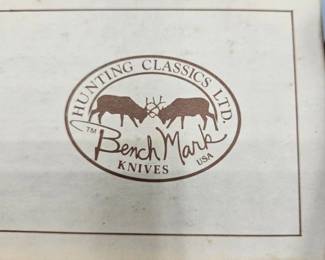 HUNTING CLASSICS LTD.
TM
Bench Mark
KNIVES
USA